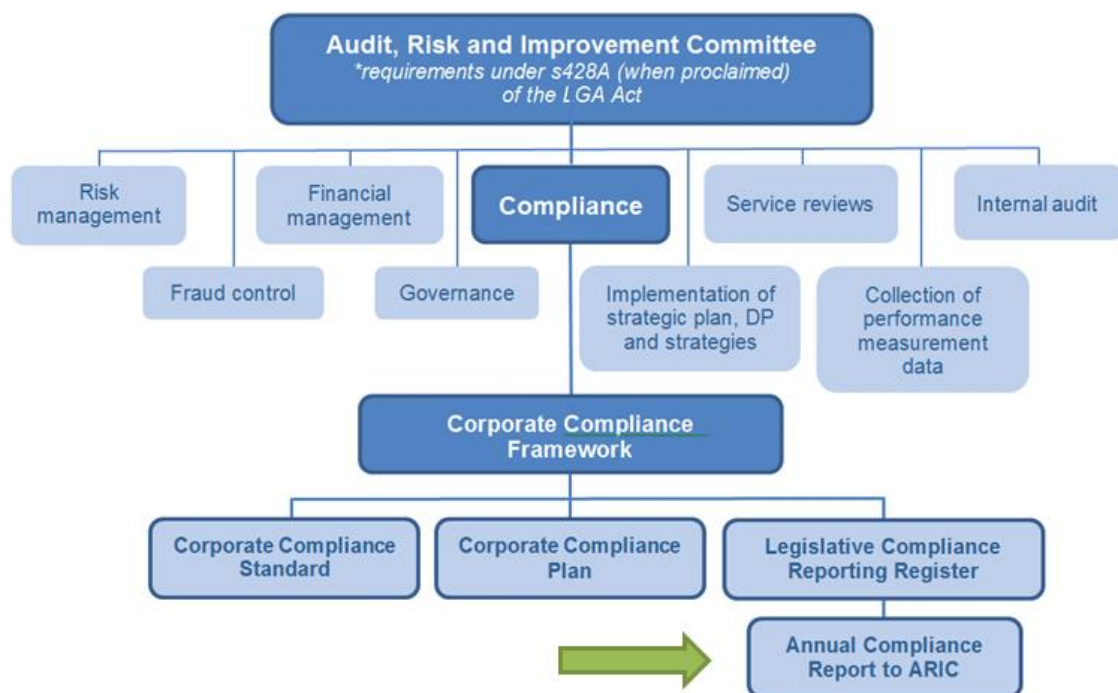 Audit, Risk and Improvement Committee
*requirements under s428A (when proclaimed)
of the LGA Act
Risk
management
Financial
management
Compliance
Service reviews
Internal audit
Fraud control
Governance
Implementation of
strategic plan, DP
and strategies
Collection of
performance
measurement
data
Corporate Compliance
Framework
Corporate Compliance
Standard
Corporate Compliance
Plan
Legislative Compliance
Reporting Register
Annual Compliance
Report to ARIC